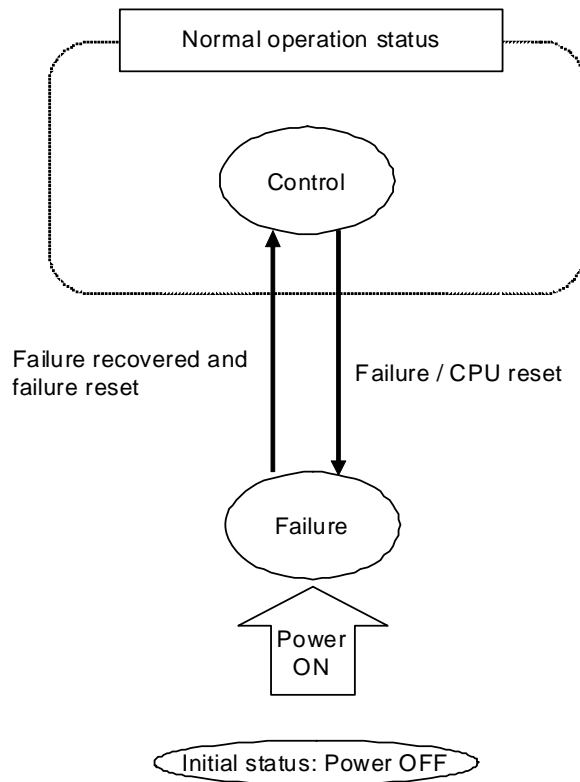 Normal operation status
Control
Failure recovered and
failure reset
Failure / CPU reset
Failure
Power
ON
Initial status: Power OFF